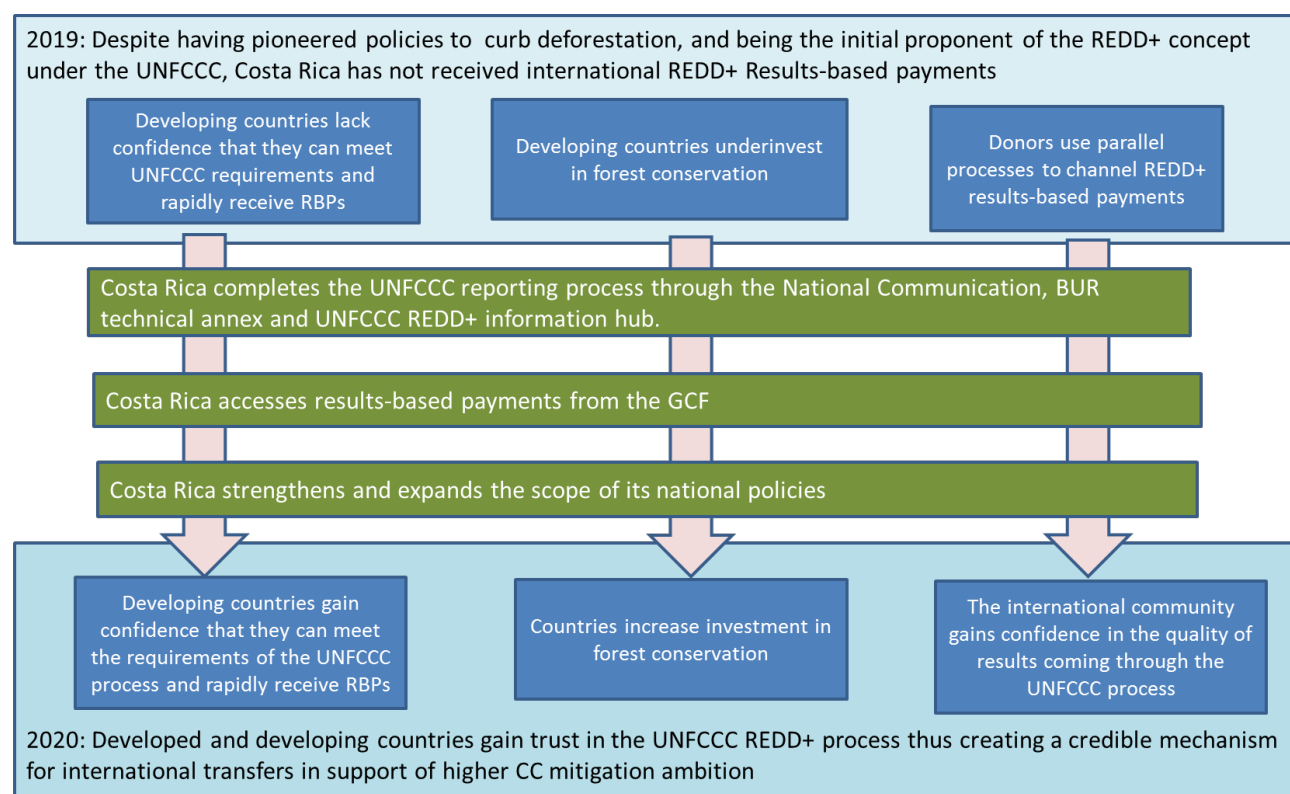 2019: Despite having pioneered policies to  curb deforestation, and being the initial proponent of the REDD+ concept
under the UNFCCC, Costa Rica has not received international REDD+ Results-based payments
Developing countries lack
confidence that they can meet
UNFCCC requirements and
rapidly receive RBPs
Developing countries underinvest
in forest conservation
Donors use parallel
processes to channel REDD+
results-based payments
Costa Rica completes the UNFCCC reporting process through the National Communication, BUR
technical annex and UNFCCC REDD+ information hub.
Costa Rica accesses results-based payments from the GCF
Costa Rica strengthens and expands the scope of its national policies
Developing countries gain
confidence that they can meet
the requirements of the UNFCCC
process and rapidly receive RBPs
Countries increase investment in
forest conservation
The international community
gains confidence in the quality of
results coming through the
UNFCCC process
2020: Developed and developing countries gain trust in the UNFCCC REDD+ process thus creating a credible mechanism
for international transfers in support of higher CC mitigation ambition